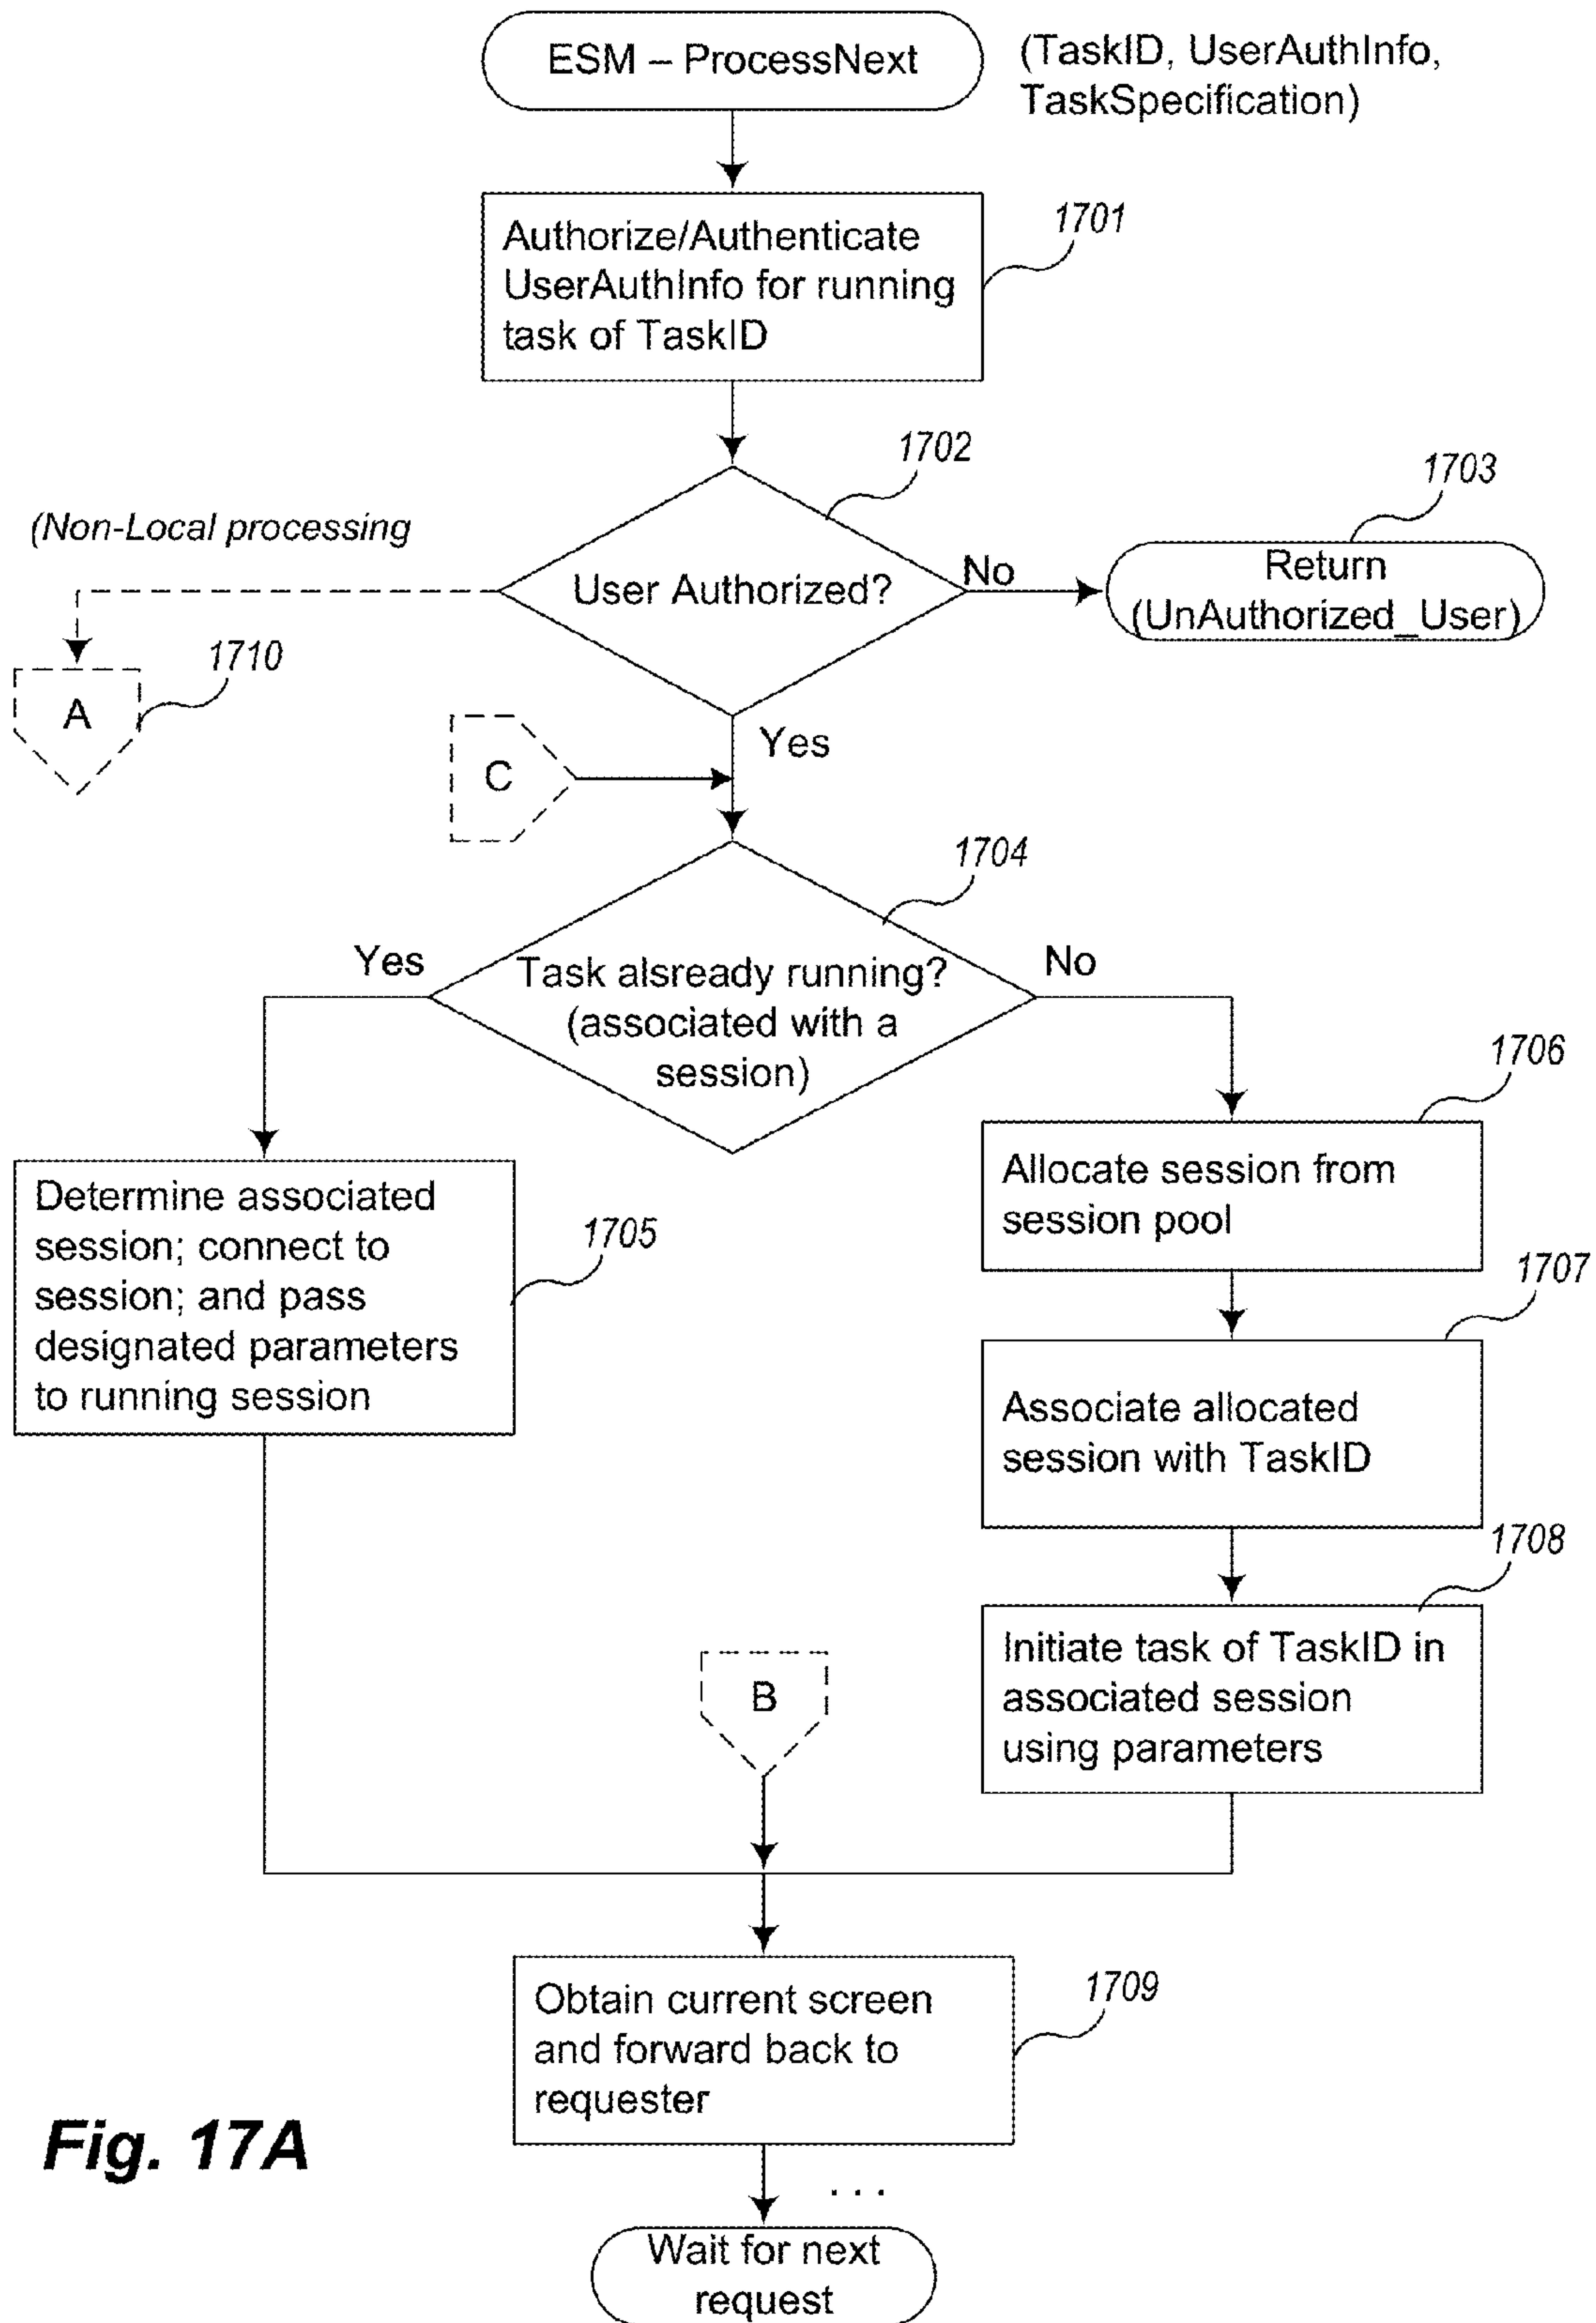 ESM – ProcessNext
(TaskID, UserAuthInfo,
TaskSpecification)
1701
Authorize/Authenticate
UserAuthInfo for running
task of TaskID
1702
1703
(Non-Local processing
User Authorized?
No
Return
(UnAuthorized_User)
1710
A
Yes
C
1704
Yes
No
Task alsready running?
(associated with a
session)
1706
Allocate session from
session pool
Determine associated
session; connect to
session; and pass
designated parameters
to running session
1705
1707
Associate allocated
session with TaskID
1708
Initiate task of TaskID in
associated session
using parameters
B
1709
Obtain current screen
and forward back to
requester
Fig. 17A
. . .
Wait for next
request